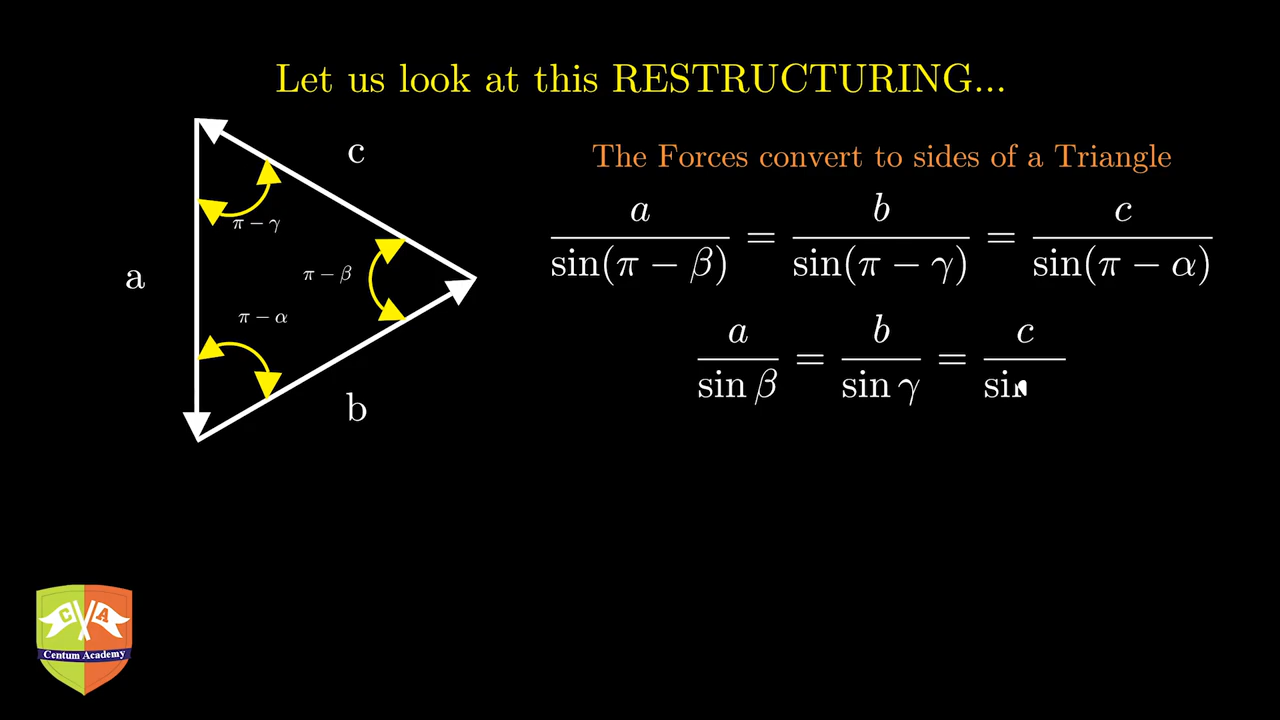 Let us look at this RESTRUCTURING...
c
The Forces convert to sides of a Triangle
π − γ
a
π − β
π − α
b
a/sin(π − β) = b/sin(π − γ) = c/sin(π − α)
a/sin β = b/sin γ = c/sin
C A
Centum Academy